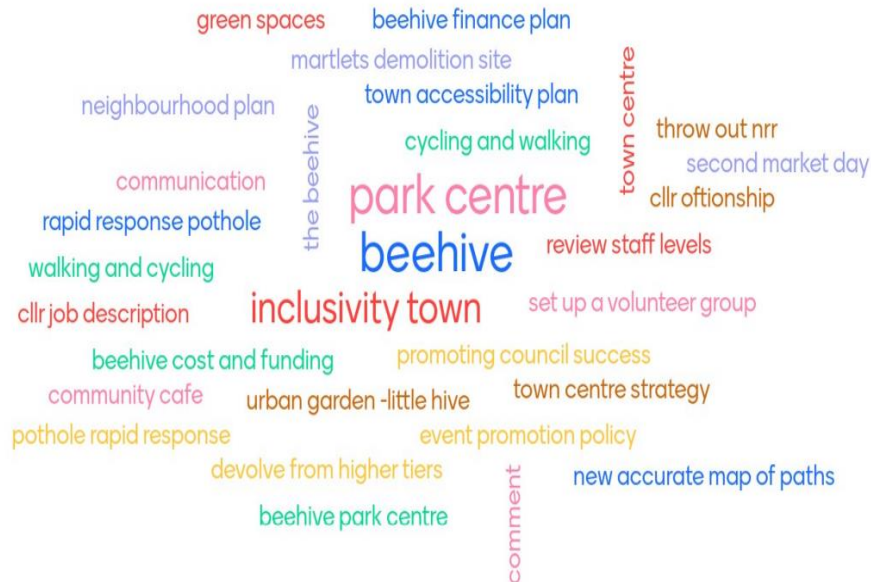 green spaces
beehive finance plan
martlets demolition site
town accessibility plan
neighbourhood plan
the beehive
cycling and walking
town centre
throw out nrr
second market day
communication
park centre
cllr oftionship
rapid response pothole
beehive
review staff levels
walking and cycling
cllr job description
inclusivity town
set up a volunteer group
beehive cost and funding
promoting council success
community cafe
urban garden -little hive
town centre strategy
pothole rapid response
event promotion policy
devolve from higher tiers
new accurate map of paths
beehive park centre
comment